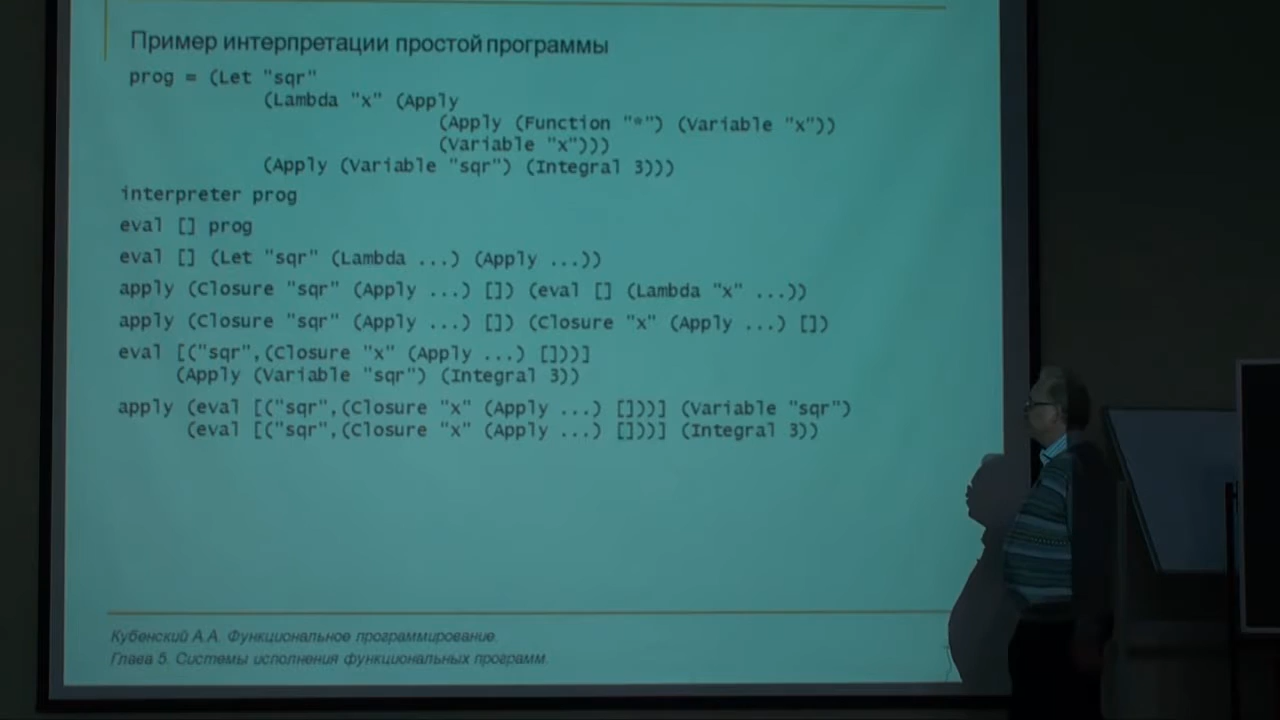 Пример интерпретации простой программы
prog = (Let "sqr"
(Lambda "x" (Apply
(Apply (Function "*") (Variable "x"))
(Variable "x")))
(Apply (Variable "sqr") (Integral 3)))
interpreter prog
eval [] prog
eval [] (Let "sqr" (Lambda ...) (Apply ...))
apply (Closure "sqr" (Apply ...) []) (eval [] (Lambda "x" ...))
apply (Closure "sqr" (Apply ...) []) (Closure "x" (Apply ...) [])
eval [("sqr",(Closure "x" (Apply ...) []))]
(Apply (Variable "sqr") (Integral 3))
apply (eval [("sqr",(Closure "x" (Apply ...) []))] (Variable "sqr")
(eval [("sqr",(Closure "x" (Apply ...) []))] (Integral 3))
Кубенский А.А. Функциональное программирование.
Глава 5. Системы исполнения функциональных программ.